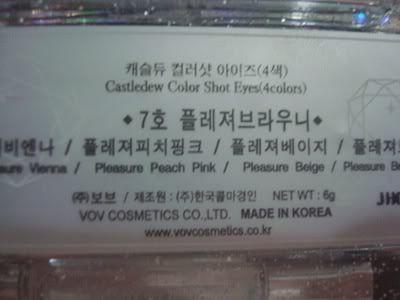 캐슬듀 컬러샷 아이즈(4색)
Castledew Color Shot Eyes(4colors)
◆ 7호 플레져브라우니 ◆
비엔나 / 플레져피치핑크 / 플레져베이지 / 플레져
Vienna / Pleasure Peach Pink / Pleasure Beige / Pleasure
(주)보브 / 제조원 : (주)한국콜마경인 NET WT : 6g
VOV COSMETICS CO.,LTD. MADE IN KOREA
www.vovcosmetics.co.kr